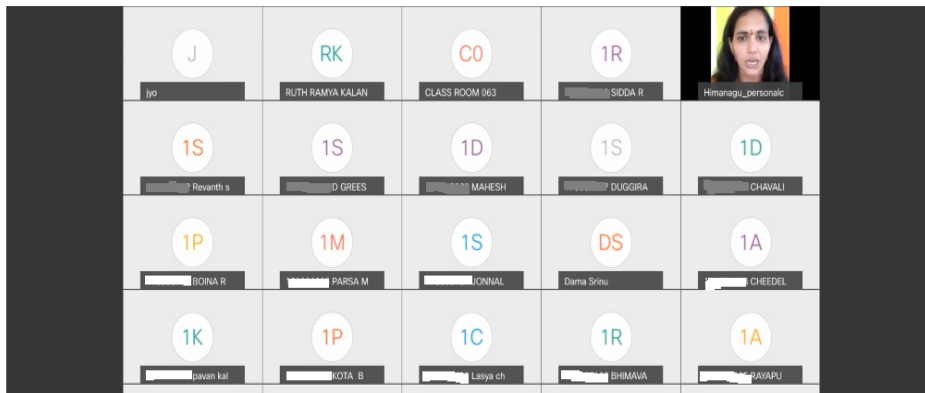 J
RK
C0
1R
jyo
RUTH RAMYA KALAN
CLASS ROOM 063
SIDDA R
Himanagu_personalc
1S
1S
1D
1S
1D
Revanth s
D GREES
MAHESH
DUGGIRA
CHAVALI
1P
1M
1S
DS
1A
BOINA R
PARSA M
JONNAL
Dama Srinu
CHEEDEL
1K
1P
1C
1R
1A
pavan kal
KOTA B
Lasya ch
BHIMAVA
RAYAPU